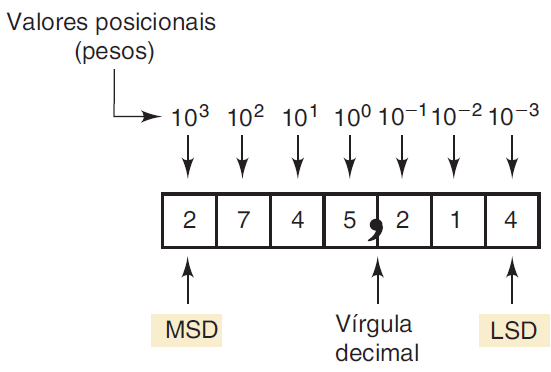 Valores posicionais
(pesos)
10³ 10² 10¹ 10⁰ 10⁻¹ 10⁻² 10⁻³
2 7 4 5 , 2 1 4
MSD
Vírgula
decimal
LSD